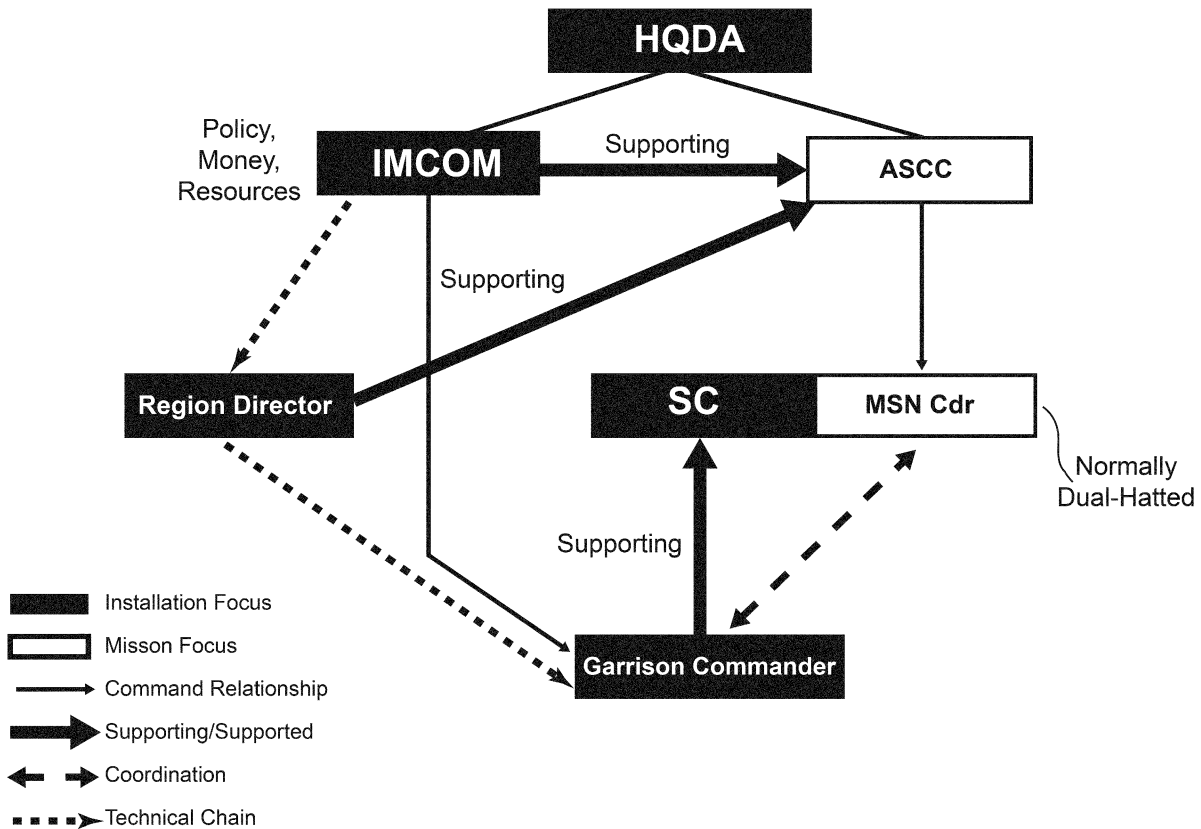 HQDA
Policy,
Money,
Resources
IMCOM
Supporting
ASCC
Supporting
Region Director
SC
MSN Cdr
Normally
Dual-Hatted
Supporting
Garrison Commander
Installation Focus
Misson Focus
Command Relationship
Supporting/Supported
Coordination
Technical Chain